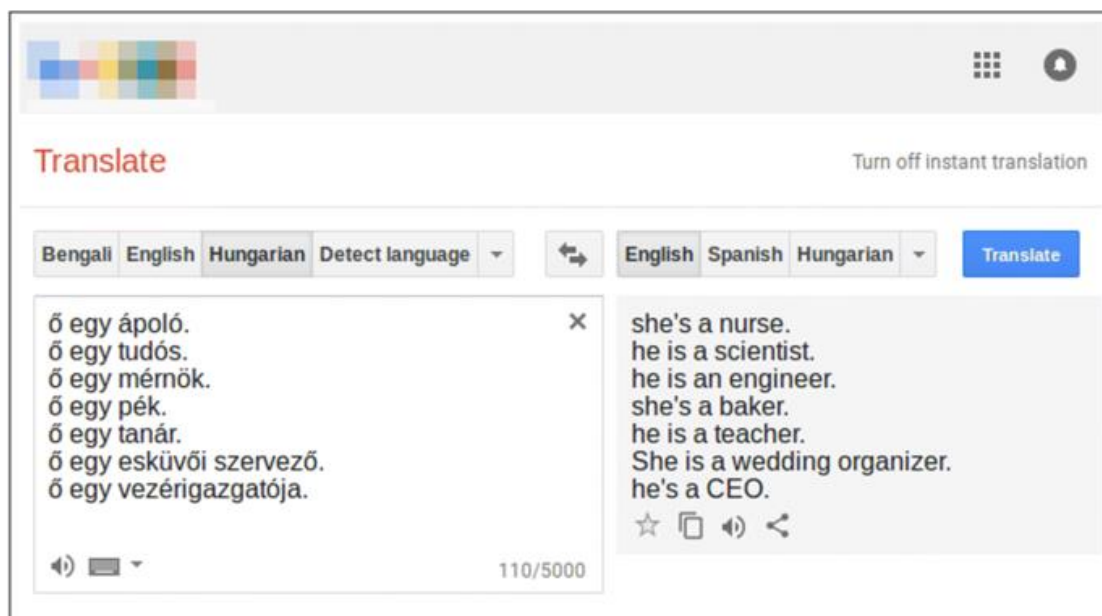 Translate
Turn off instant translation
Bengali English Hungarian Detect language
English Spanish Hungarian
Translate
ő egy ápoló.
ő egy tudós.
ő egy mérnök.
ő egy pék.
ő egy tanár.
ő egy esküvői szervező.
ő egy vezérigazgatója.
110/5000
she's a nurse.
he is a scientist.
he is an engineer.
she's a baker.
he is a teacher.
She is a wedding organizer.
he's a CEO.